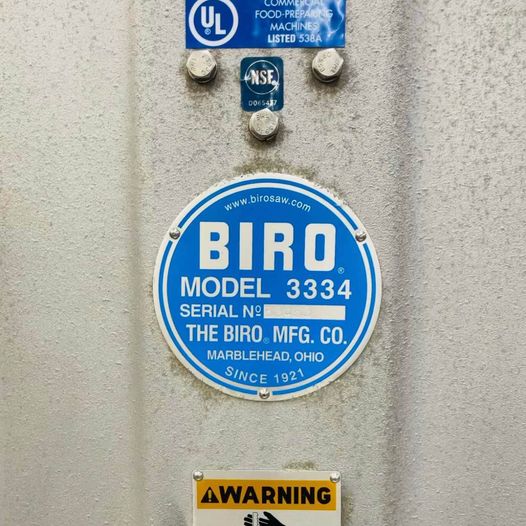 UL
COMMERCIAL
FOOD-PREPARING
MACHINES
LISTED 538A
NSF
www.birosaw.com
BIRO®
MODEL 3334
SERIAL Nº
THE BIRO® MFG. CO.
MARBLEHEAD, OHIO
SINCE 1921
WARNING